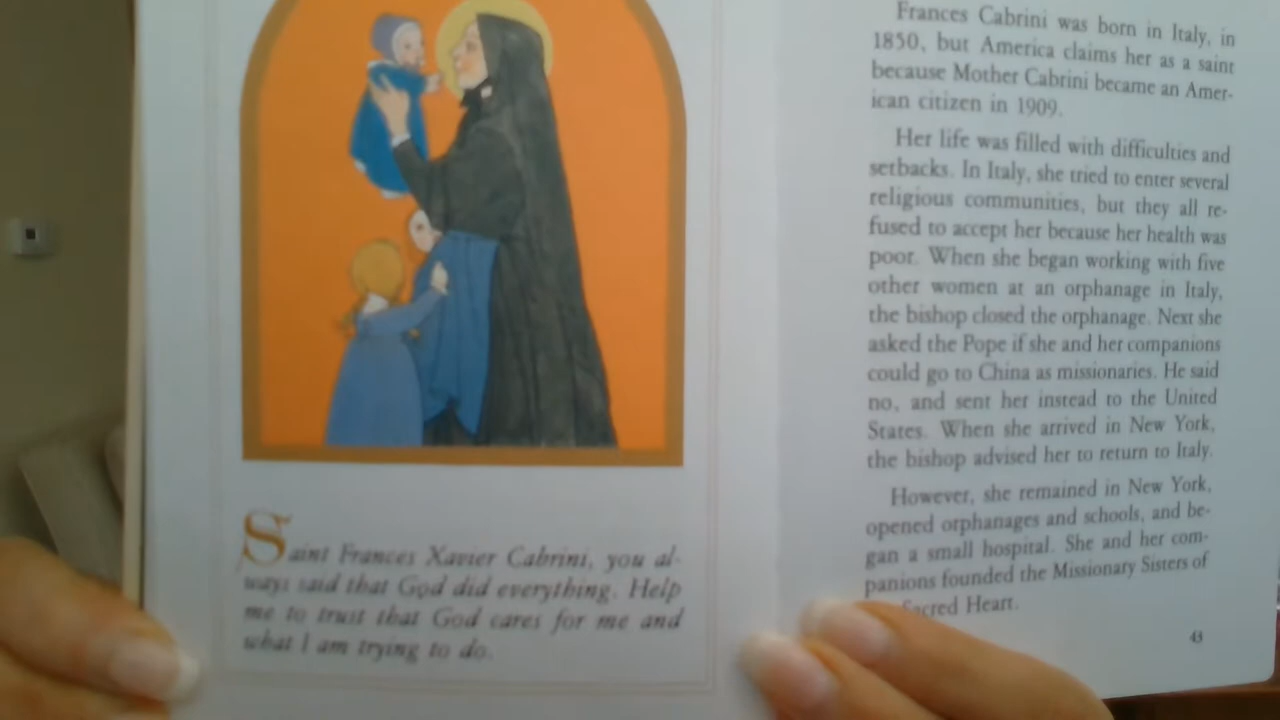 Saint Frances Xavier Cabrini, you al-
ways said that God did everything. Help
me to trust that God cares for me and
what I am trying to do.
Frances Cabrini was born in Italy, in
1850, but America claims her as a saint
because Mother Cabrini became an Amer-
ican citizen in 1909.
Her life was filled with difficulties and
setbacks. In Italy, she tried to enter several
religious communities, but they all re-
fused to accept her because her health was
poor. When she began working with five
other women at an orphanage in Italy,
the bishop closed the orphanage. Next she
asked the Pope if she and her companions
could go to China as missionaries. He said
no, and sent her instead to the United
States. When she arrived in New York,
the bishop advised her to return to Italy.
However, she remained in New York,
opened orphanages and schools, and be-
gan a small hospital. She and her com-
panions founded the Missionary Sisters of
Sacred Heart.
43